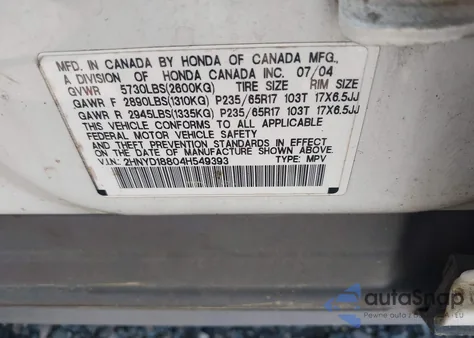 MFD. IN CANADA BY HONDA OF CANADA MFG.,
A DIVISION OF HONDA CANADA INC. 07/04
GVWR 5730LBS(2600KG) TIRE SIZE RIM SIZE
GAWR F 2890LBS(1310KG) P235/65R17 103T 17X6.5JJ
GAWR R 2945LBS(1335KG) P235/65R17 103T 17X6.5JJ
THIS VEHICLE CONFORMS TO ALL APPLICABLE
FEDERAL MOTOR VEHICLE SAFETY
AND THEFT PREVENTION STANDARDS IN EFFECT
ON THE DATE OF MANUFACTURE SHOWN ABOVE.
V.I.N.: 2HNYD18804H549393 TYPE: MPV
autoSnap
Pewne auto z